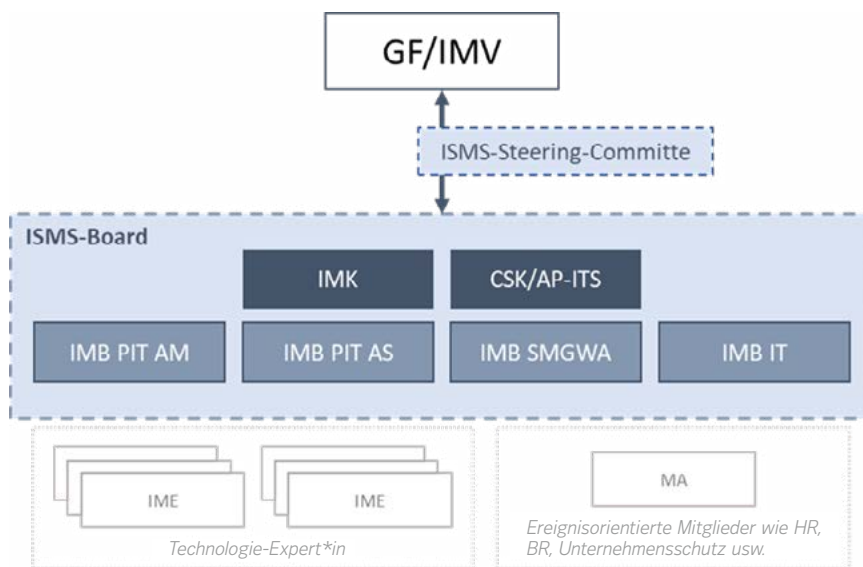 GF/IMV
ISMS-Steering-Committe
ISMS-Board
IMK
CSK/AP-ITS
IMB PIT AM
IMB PIT AS
IMB SMGWA
IMB IT
IME
IME
Technologie-Expert*in
MA
Ereignisorientierte Mitglieder wie HR,
BR, Unternehmensschutz usw.